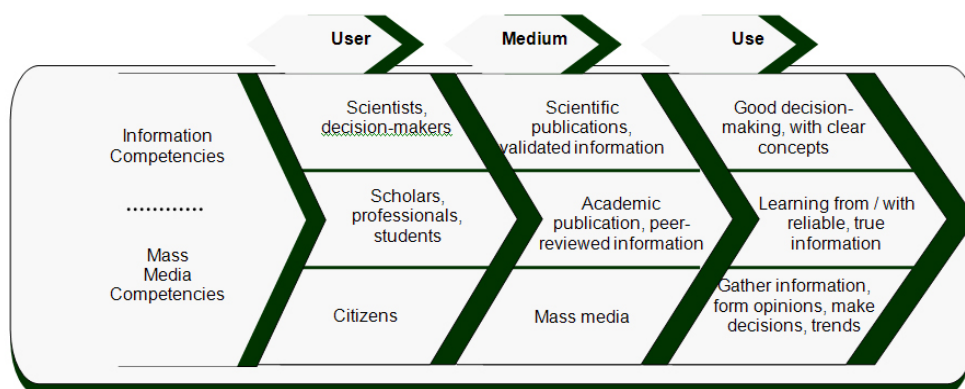 User
Medium
Use
Information
Competencies
............
Mass
Media
Competencies
Scientists,
decision-makers
Scientific
publications,
validated information
Good decision-
making, with clear
concepts
Scholars,
professionals,
students
Academic
publication, peer-
reviewed information
Learning from / with
reliable, true
information
Citizens
Mass media
Gather information,
form opinions, make
decisions, trends